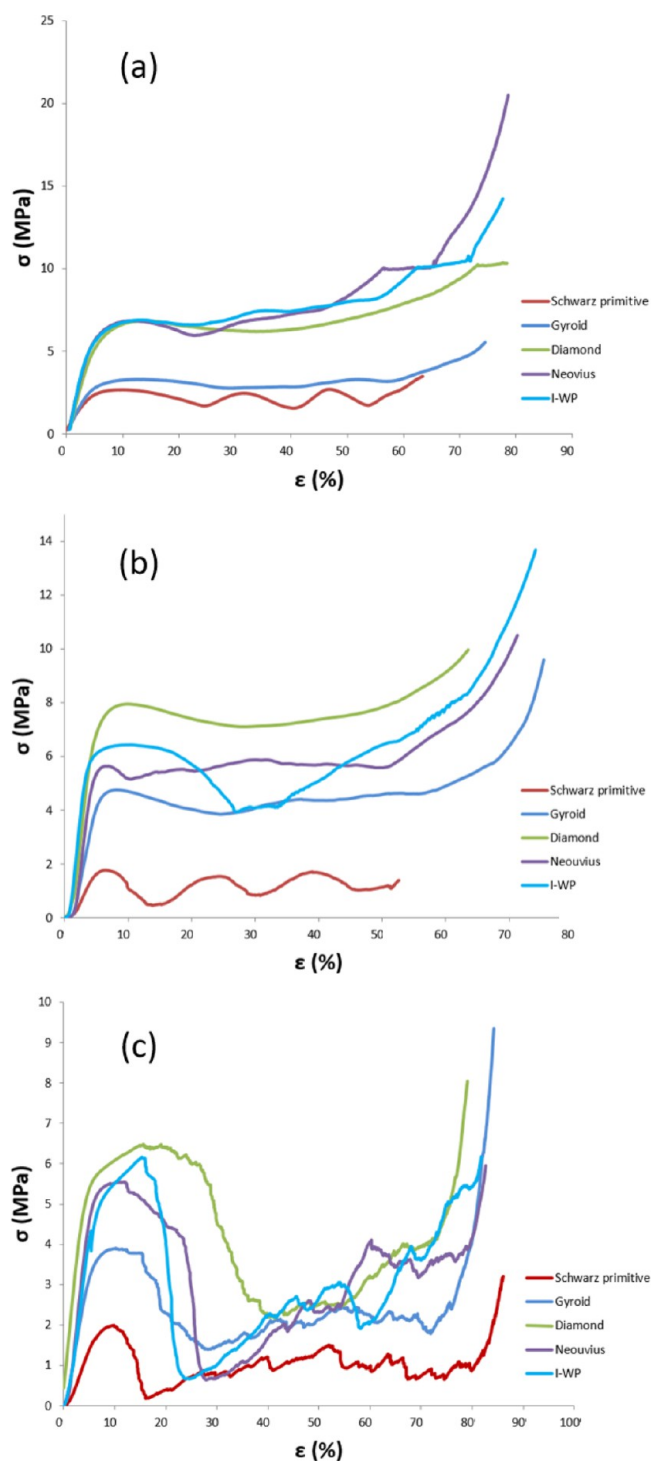 (a)
σ (MPa)
25
20
15
10
5
0
0 10 20 30 40 50 60 70 80 90
ε (%)
Schwarz primitive
Gyroid
Diamond
Neovius
I-WP
(b)
σ (MPa)
14
12
10
8
6
4
2
0
0 10 20 30 40 50 60 70 80
ε (%)
Schwarz primitive
Gyroid
Diamond
Neouvius
I-WP
(c)
σ (MPa)
10
9
8
7
6
5
4
3
2
1
0
0 10 20 30 40 50 60 70 80 90 100
ε (%)
Schwarz primitive
Gyroid
Diamond
Neouvius
I-WP